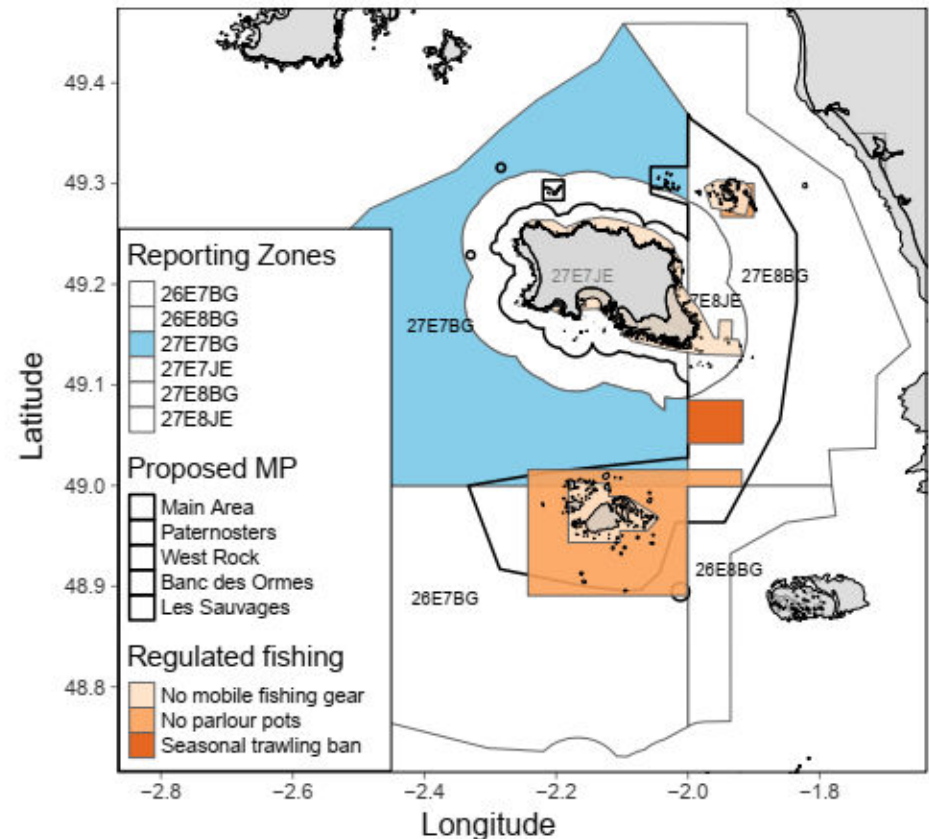 49.4
49.3
49.2
49.1
49.0
48.9
48.8
Latitude
Reporting Zones
26E7BG
26E8BG
27E7BG
27E7JE
27E8BG
27E8JE
Proposed MP
Main Area
Paternosters
West Rock
Banc des Ormes
Les Sauvages
Regulated fishing
No mobile fishing gear
No parlour pots
Seasonal trawling ban
27E7JE
27E8BG
7E8JE
27E7BG
26E8BG
26E7BG
−2.8
−2.6
−2.4
−2.2
−2.0
−1.8
Longitude